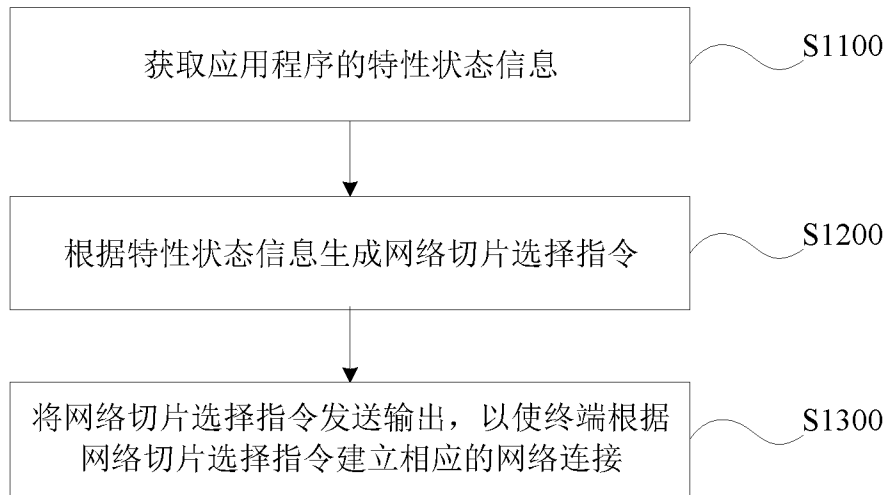 获取应用程序的特性状态信息
S1100
根据特性状态信息生成网络切片选择指令
S1200
将网络切片选择指令发送输出，以使终端根据
网络切片选择指令建立相应的网络连接
S1300